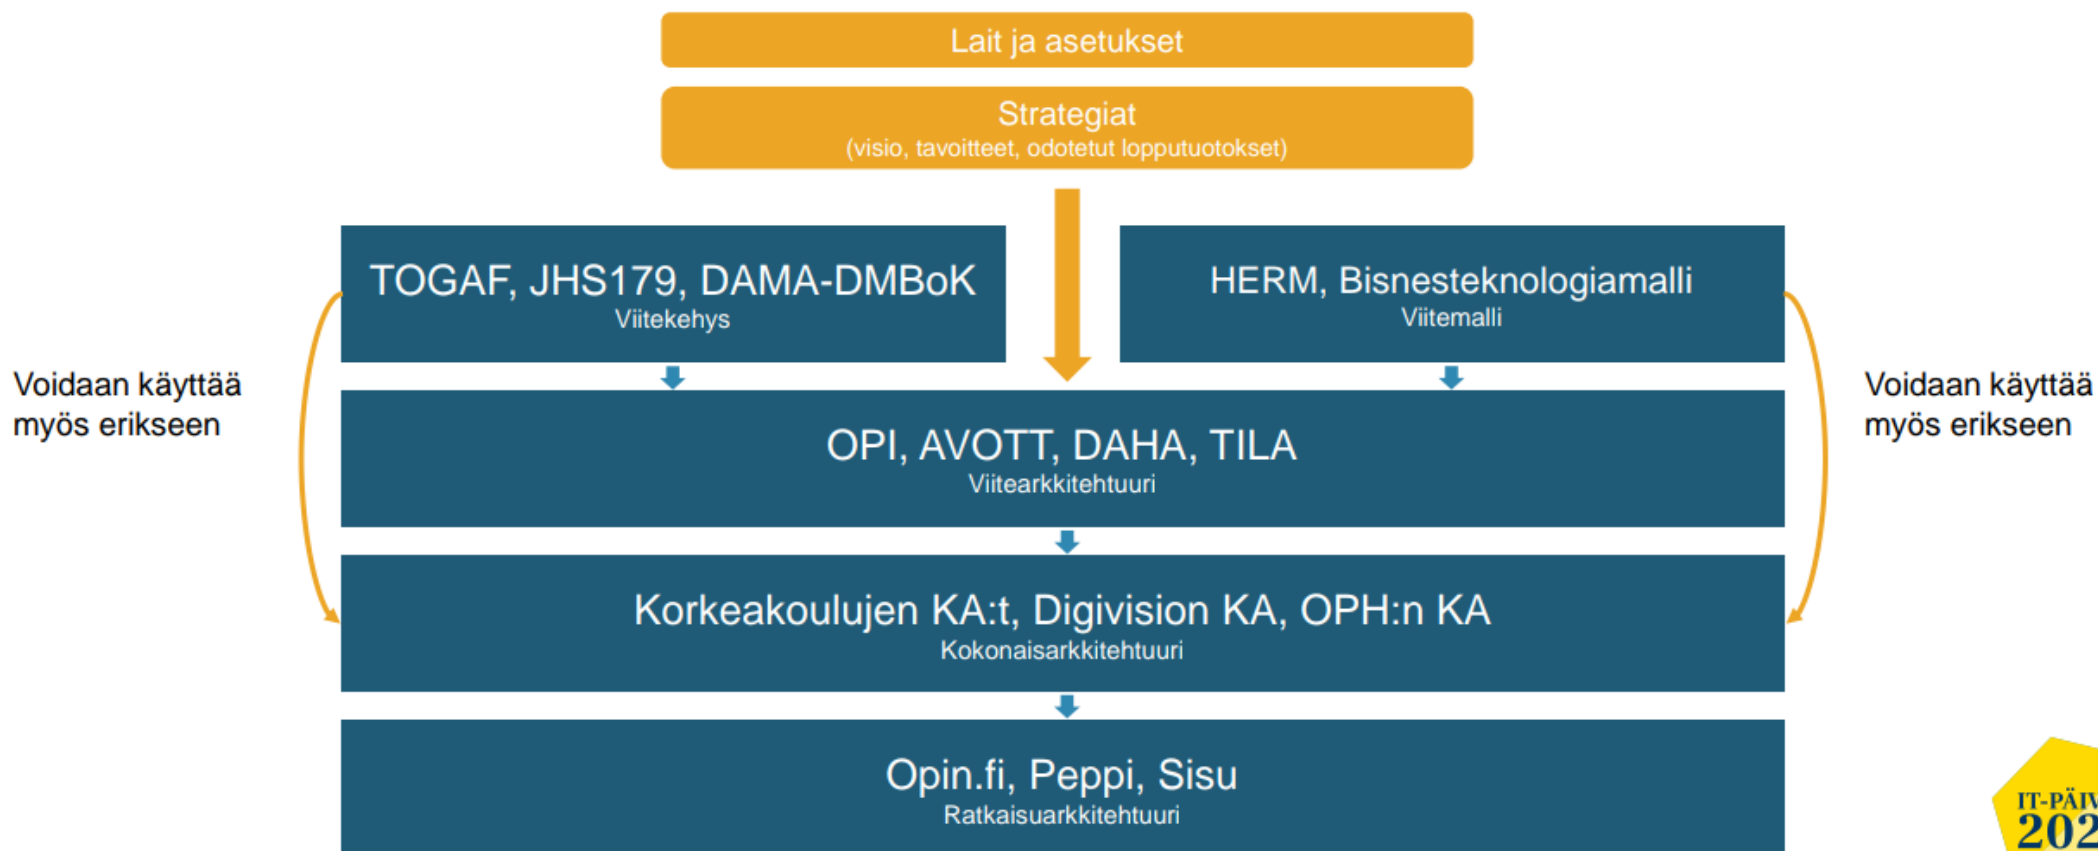 Lait ja asetukset
Strategiat
(visio, tavoitteet, odotetut lopputuotokset)
TOGAF, JHS179, DAMA-DMBoK
Viitekehys
HERM, Bisnesteknologiamalli
Viitemalli
Voidaan käyttää
myös erikseen
Voidaan käyttää
myös erikseen
OPI, AVOTT, DAHA, TILA
Viitearkkitehtuuri
Korkeakoulujen KA:t, Digivision KA, OPH:n KA
Kokonaisarkkitehtuuri
Opin.fi, Peppi, Sisu
Ratkaisuarkkitehtuuri